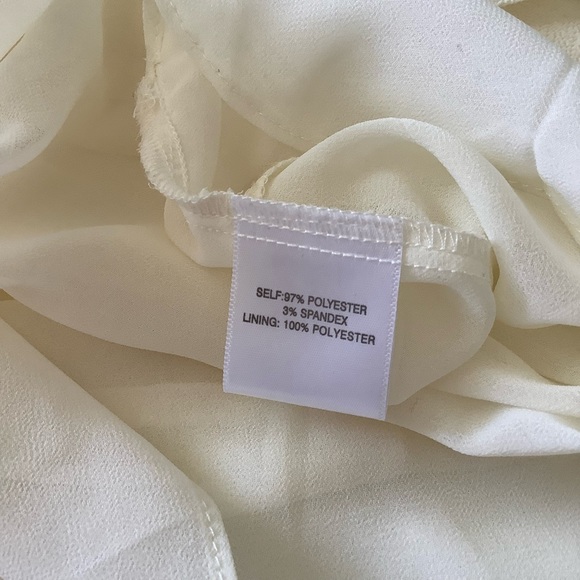 SELF:97% POLYESTER
3% SPANDEX
LINING: 100% POLYESTER